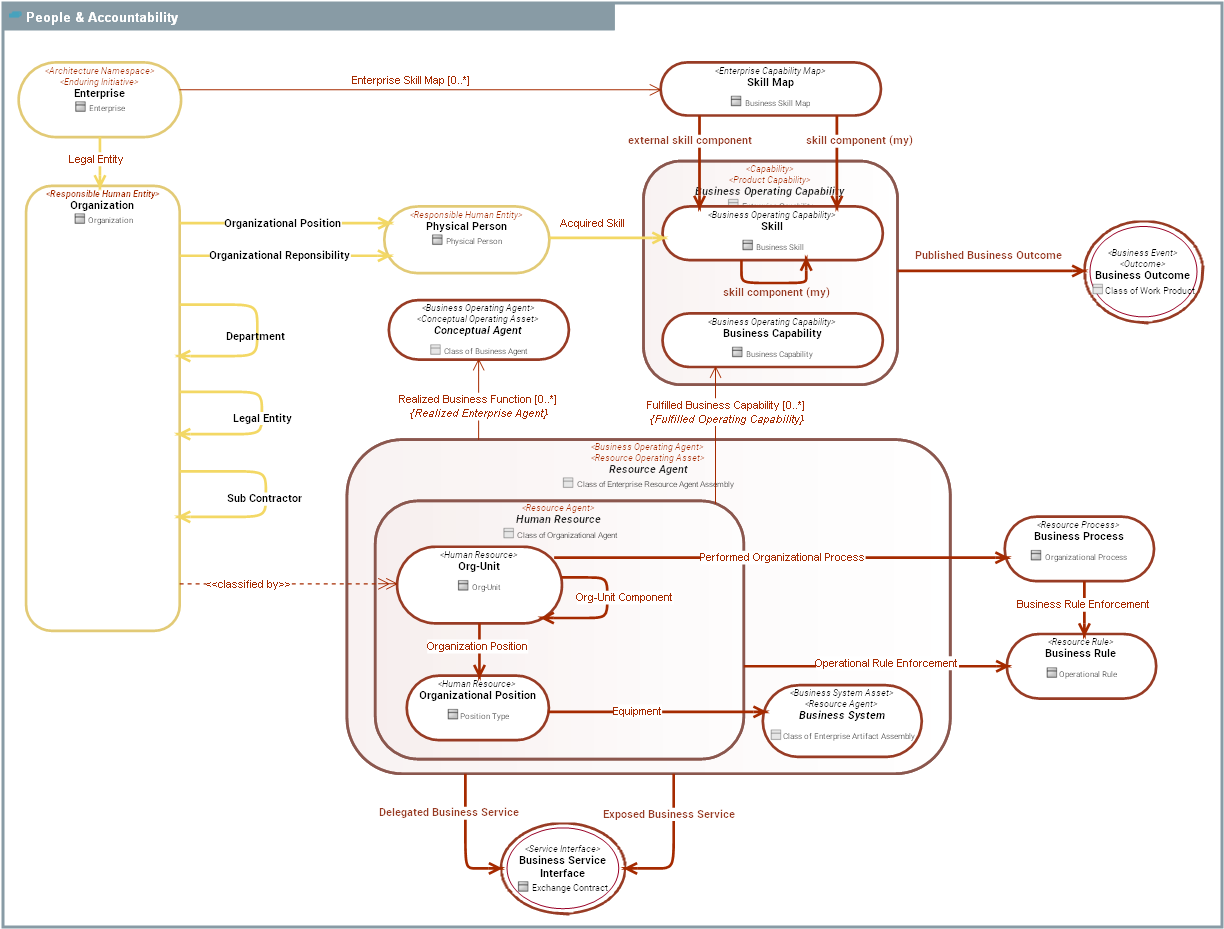 People & Accountability
<Architecture Namespace>
<Enduring Initiative>
Enterprise
Enterprise
Enterprise Skill Map [0..*]
<Enterprise Capability Map>
Skill Map
Business Skill Map
Legal Entity
external skill component
skill component (my)
<Responsible Human Entity>
Organization
Organization
<Capability>
<Product Capability>
Business Operating Capability
Organizational Position
Organizational Reponsibility
<Responsible Human Entity>
Physical Person
Physical Person
Acquired Skill
<Business Operating Capability>
Skill
Business Skill
skill component (my)
Published Business Outcome
<Business Event>
<Outcome>
Business Outcome
Class of Work Product
Department
<Business Operating Agent>
<Conceptual Operating Asset>
Conceptual Agent
Class of Business Agent
<Business Operating Capability>
Business Capability
Business Capability
Legal Entity
Realized Business Function [0..*]
{Realized Enterprise Agent}
Fulfilled Business Capability [0..*]
{Fulfilled Operating Capability}
Sub Contractor
<Business Operating Agent>
<Resource Operating Asset>
Resource Agent
Class of Enterprise Resource Agent Assembly
<Resource Agent>
Human Resource
Class of Organizational Agent
<<classified by>>
<Human Resource>
Org-Unit
Org-Unit
Org-Unit Component
Performed Organizational Process
<Resource Process>
Business Process
Organizational Process
Business Rule Enforcement
Organization Position
Operational Rule Enforcement
<Resource Rule>
Business Rule
Operational Rule
<Human Resource>
Organizational Position
Position Type
Equipment
<Business System Asset>
<Resource Agent>
Business System
Class of Enterprise Artifact Assembly
Delegated Business Service
Exposed Business Service
<Service Interface>
Business Service
Interface
Exchange Contract